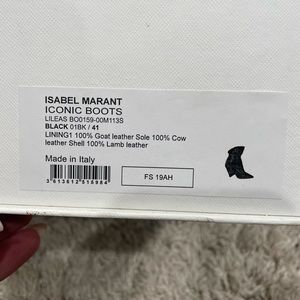 ISABEL MARANT
ICONIC BOOTS
LILEAS BO0159-00M113S
BLACK 01BK / 41
LINING1 100% Goat leather Sole 100% Cow
leather Shell 100% Lamb leather
Made in Italy
3613612515984
FS 19AH